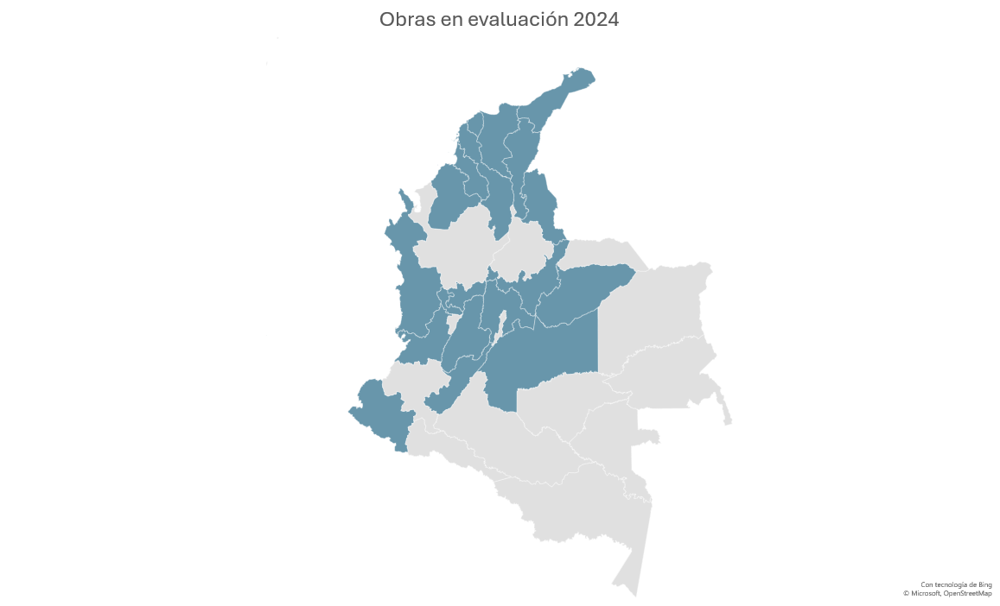 Obras en evaluación 2024
Con tecnología de Bing
© Microsoft, OpenStreetMap